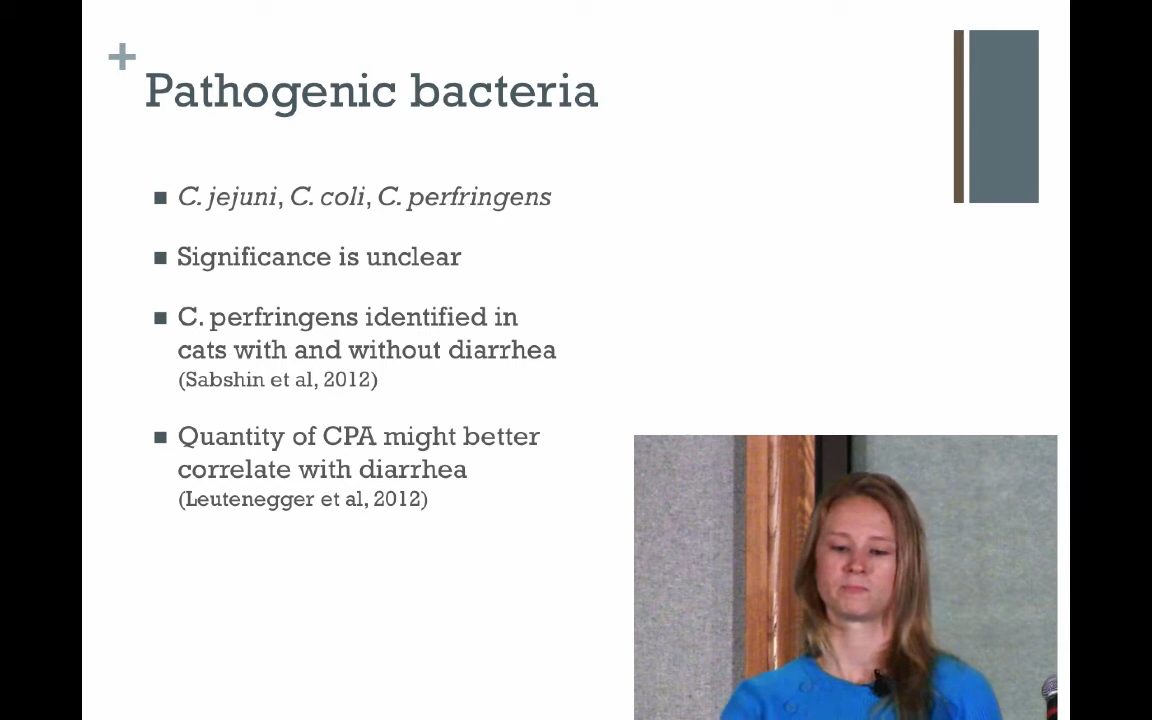 +
Pathogenic bacteria
C. jejuni, C. coli, C. perfringens
Significance is unclear
C. perfringens identified in
cats with and without diarrhea
(Sabshin et al, 2012)
Quantity of CPA might better
correlate with diarrhea
(Leutenegger et al, 2012)